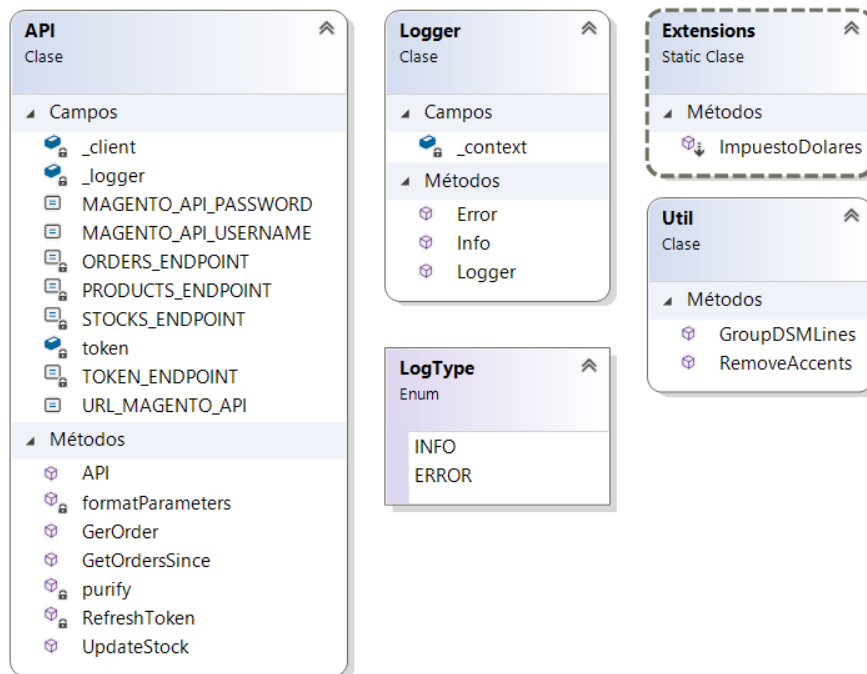 API
Clase
Campos
_client
_logger
MAGENTO_API_PASSWORD
MAGENTO_API_USERNAME
ORDERS_ENDPOINT
PRODUCTS_ENDPOINT
STOCKS_ENDPOINT
token
TOKEN_ENDPOINT
URL_MAGENTO_API
Métodos
API
formatParameters
GerOrder
GetOrdersSince
purify
RefreshToken
UpdateStock
Logger
Clase
Campos
_context
Métodos
Error
Info
Logger
LogType
Enum
INFO
ERROR
Extensions
Static Clase
Métodos
ImpuestoDolares
Util
Clase
Métodos
GroupDSMLines
RemoveAccents